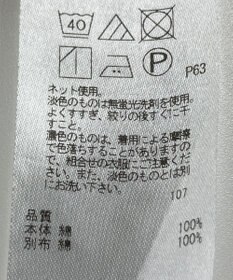 40
P
P63
ネット使用。
淡色のものは無蛍光洗剤を使用。
よくすすぎ、絞りの後すぐに干
すこと。
濃色のものは、着用による摩擦
で色落ちすることがありますの
で、組合せの衣服にご注意くださ
い。また、淡色のものとは別
にお洗い下さい。
107
品質
本体 綿 100%
別布 綿 100%